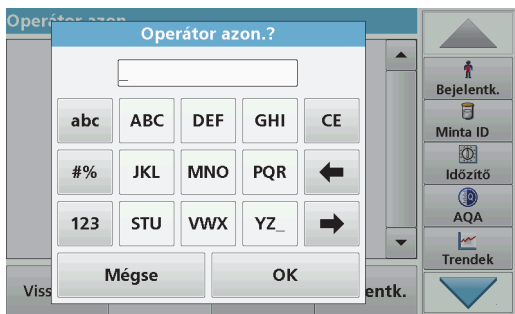 Operátor azon
Operátor azon.?
_
abc ABC DEF GHI CE
#% JKL MNO PQR
123 STU VWX YZ_
Mégse OK
Viss entk.
Bejelentk.
Minta ID
Időzítő
AQA
Trendek